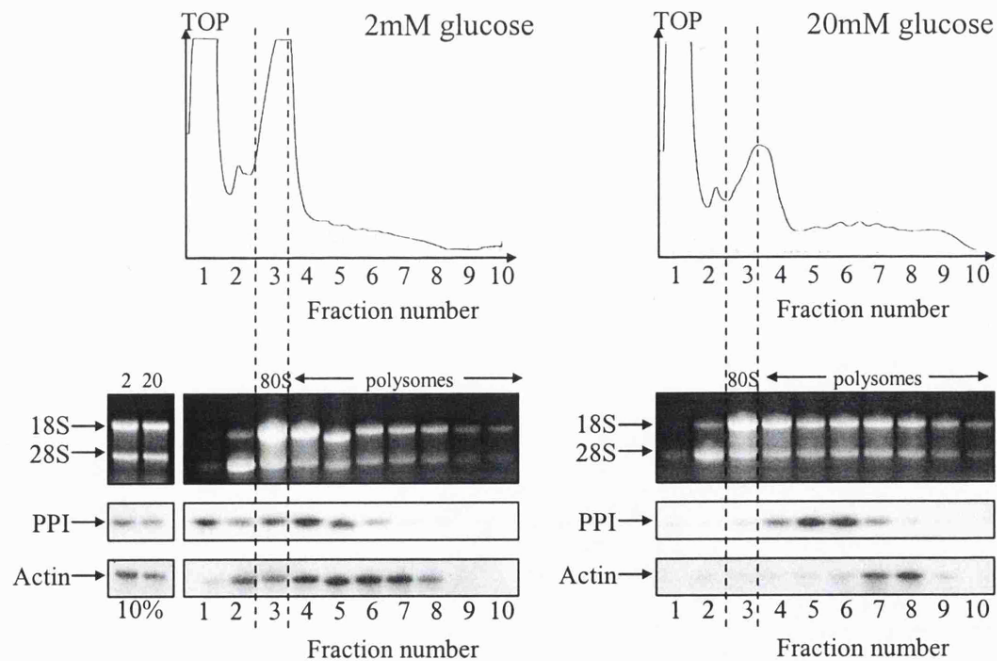 TOP
2mM glucose
1 2 3 4 5 6 7 8 9 10
Fraction number
TOP
20mM glucose
1 2 3 4 5 6 7 8 9 10
Fraction number
2 20
80S
polysomes
18S
28S
PPI
Actin
10%
1 2 3 4 5 6 7 8 9 10
Fraction number
80S
polysomes
18S
28S
PPI
Actin
1 2 3 4 5 6 7 8 9 10
Fraction number